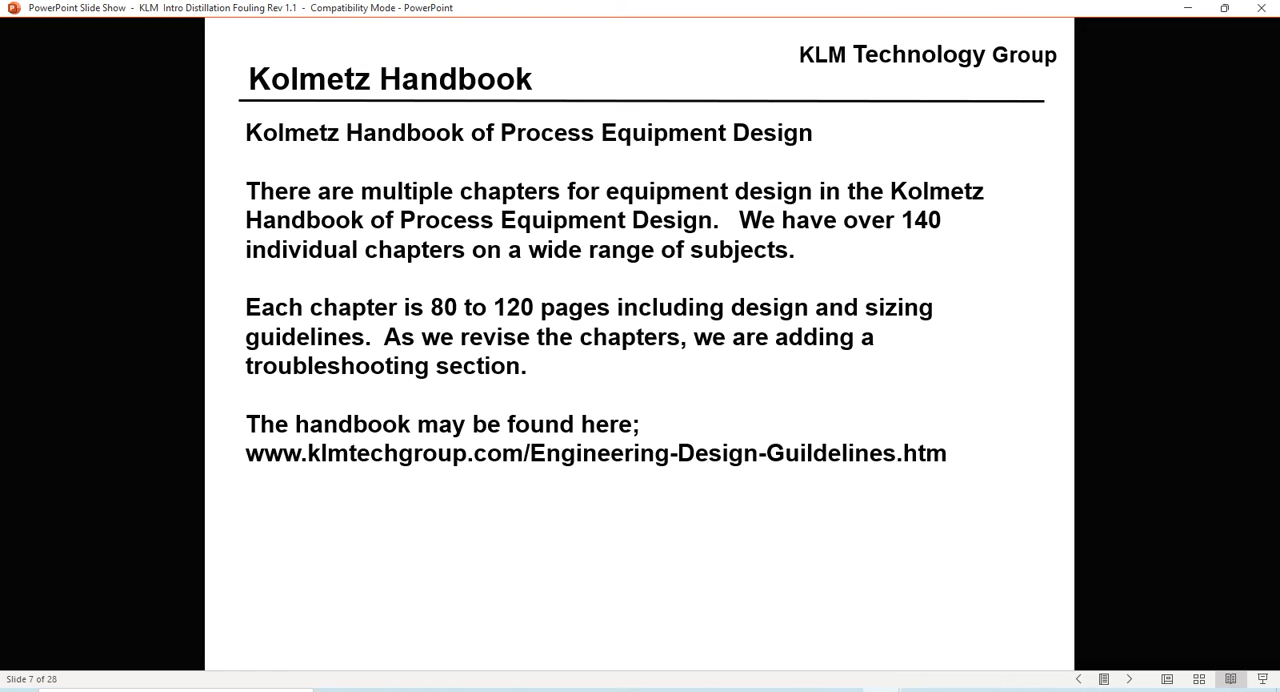 PowerPoint Slide Show - KLM Intro Distillation Fouling Rev 1.1 - Compatibility Mode - PowerPoint
KLM Technology Group
Kolmetz Handbook
Kolmetz Handbook of Process Equipment Design
There are multiple chapters for equipment design in the Kolmetz
Handbook of Process Equipment Design. We have over 140
individual chapters on a wide range of subjects.
Each chapter is 80 to 120 pages including design and sizing
guidelines. As we revise the chapters, we are adding a
troubleshooting section.
The handbook may be found here;
www.klmtechgroup.com/Engineering-Design-Guildelines.htm
Slide 7 of 28